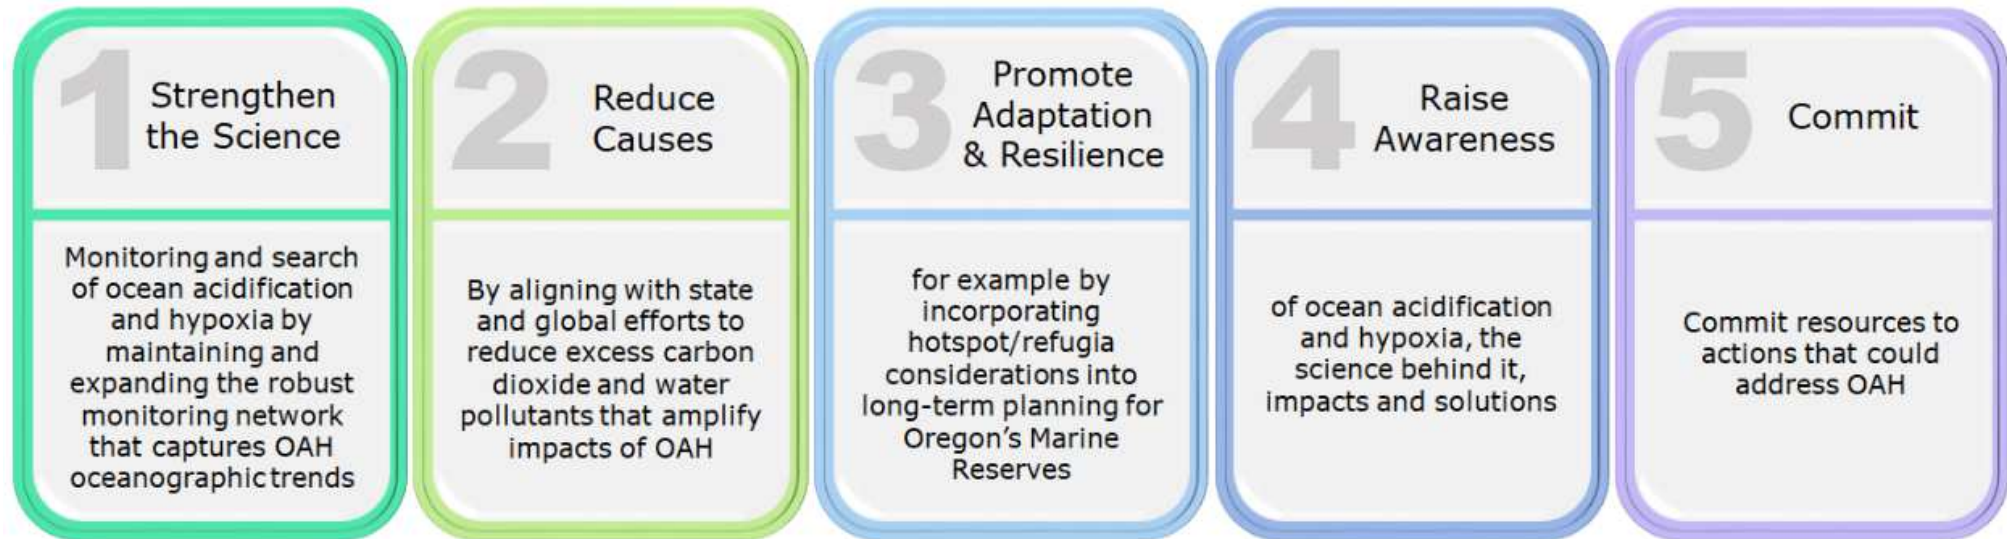 1
Strengthen
the Science
Monitoring and search
of ocean acidification
and hypoxia by
maintaining and
expanding the robust
monitoring network
that captures OAH
oceanographic trends
2
Reduce
Causes
By aligning with state
and global efforts to
reduce excess carbon
dioxide and water
pollutants that amplify
impacts of OAH
3
Promote
Adaptation
& Resilience
for example by
incorporating
hotspot/refugia
considerations into
long-term planning for
Oregon's Marine
Reserves
4
Raise
Awareness
of ocean acidification
and hypoxia, the
science behind it,
impacts and solutions
5
Commit
Commit resources to
actions that could
address OAH